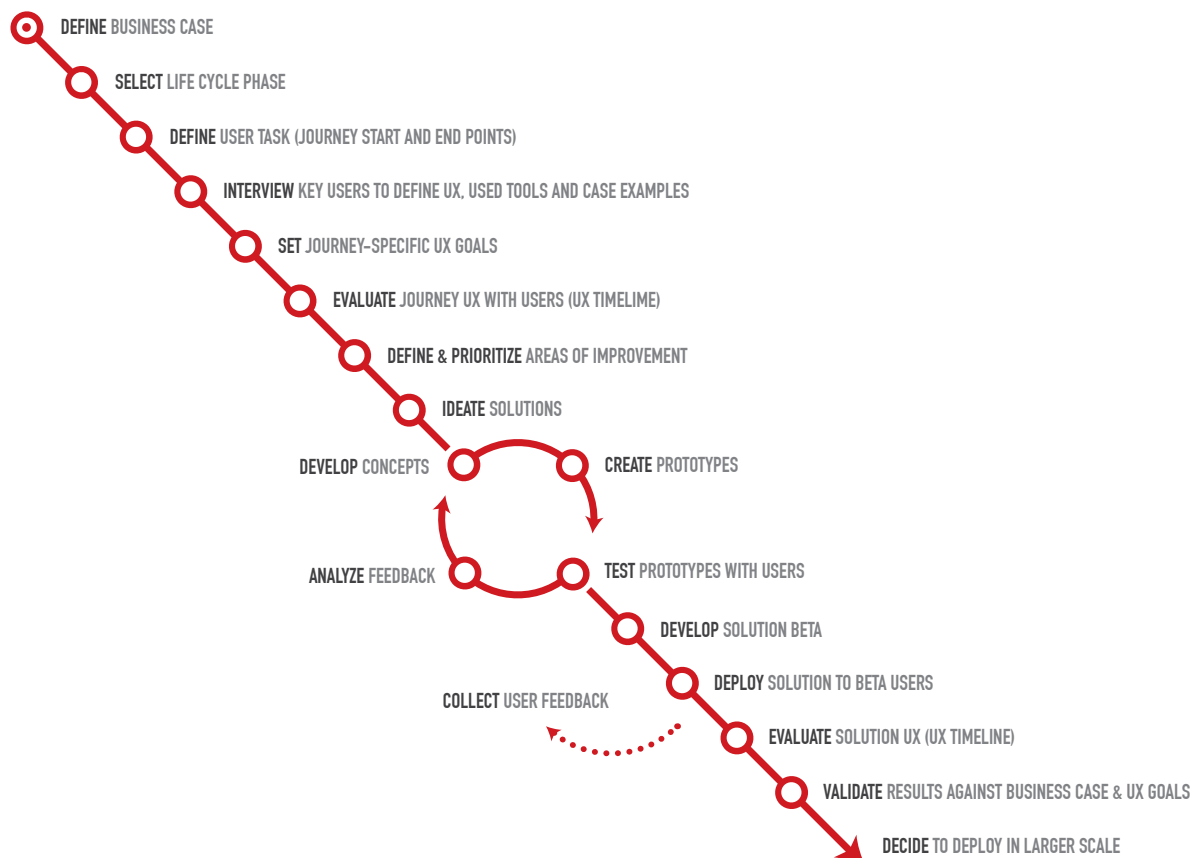 DEFINE BUSINESS CASE
SELECT LIFE CYCLE PHASE
DEFINE USER TASK (JOURNEY START AND END POINTS)
INTERVIEW KEY USERS TO DEFINE UX, USED TOOLS AND CASE EXAMPLES
SET JOURNEY-SPECIFIC UX GOALS
EVALUATE JOURNEY UX WITH USERS (UX TIMELIME)
DEFINE & PRIORITIZE AREAS OF IMPROVEMENT
IDEATE SOLUTIONS
DEVELOP CONCEPTS
CREATE PROTOTYPES
ANALYZE FEEDBACK
TEST PROTOTYPES WITH USERS
DEVELOP SOLUTION BETA
DEPLOY SOLUTION TO BETA USERS
COLLECT USER FEEDBACK
EVALUATE SOLUTION UX (UX TIMELINE)
VALIDATE RESULTS AGAINST BUSINESS CASE & UX GOALS
DECIDE TO DEPLOY IN LARGER SCALE